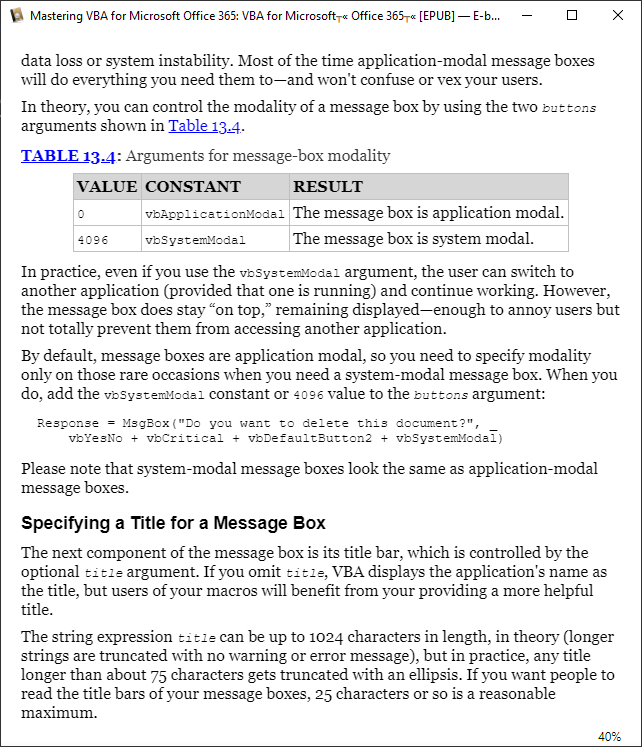 Mastering VBA for Microsoft Office 365: VBA for Microsoft┬« Office 365┬« [EPUB] — E-b...
data loss or system instability. Most of the time application-modal message boxes
will do everything you need them to—and won't confuse or vex your users.
In theory, you can control the modality of a message box by using the two buttons
arguments shown in Table 13.4.
TABLE 13.4: Arguments for message-box modality
VALUE CONSTANT RESULT
0 vbApplicationModal The message box is application modal.
4096 vbSystemModal The message box is system modal.
In practice, even if you use the vbSystemModal argument, the user can switch to
another application (provided that one is running) and continue working. However,
the message box does stay “on top,” remaining displayed—enough to annoy users but
not totally prevent them from accessing another application.
By default, message boxes are application modal, so you need to specify modality
only on those rare occasions when you need a system-modal message box. When you
do, add the vbSystemModal constant or 4096 value to the buttons argument:
Response = MsgBox("Do you want to delete this document?", _
vbYesNo + vbCritical + vbDefaultButton2 + vbSystemModal)
Please note that system-modal message boxes look the same as application-modal
message boxes.
Specifying a Title for a Message Box
The next component of the message box is its title bar, which is controlled by the
optional title argument. If you omit title, VBA displays the application's name as
the title, but users of your macros will benefit from your providing a more helpful
title.
The string expression title can be up to 1024 characters in length, in theory (longer
strings are truncated with no warning or error message), but in practice, any title
longer than about 75 characters gets truncated with an ellipsis. If you want people to
read the title bars of your message boxes, 25 characters or so is a reasonable
maximum.
40%